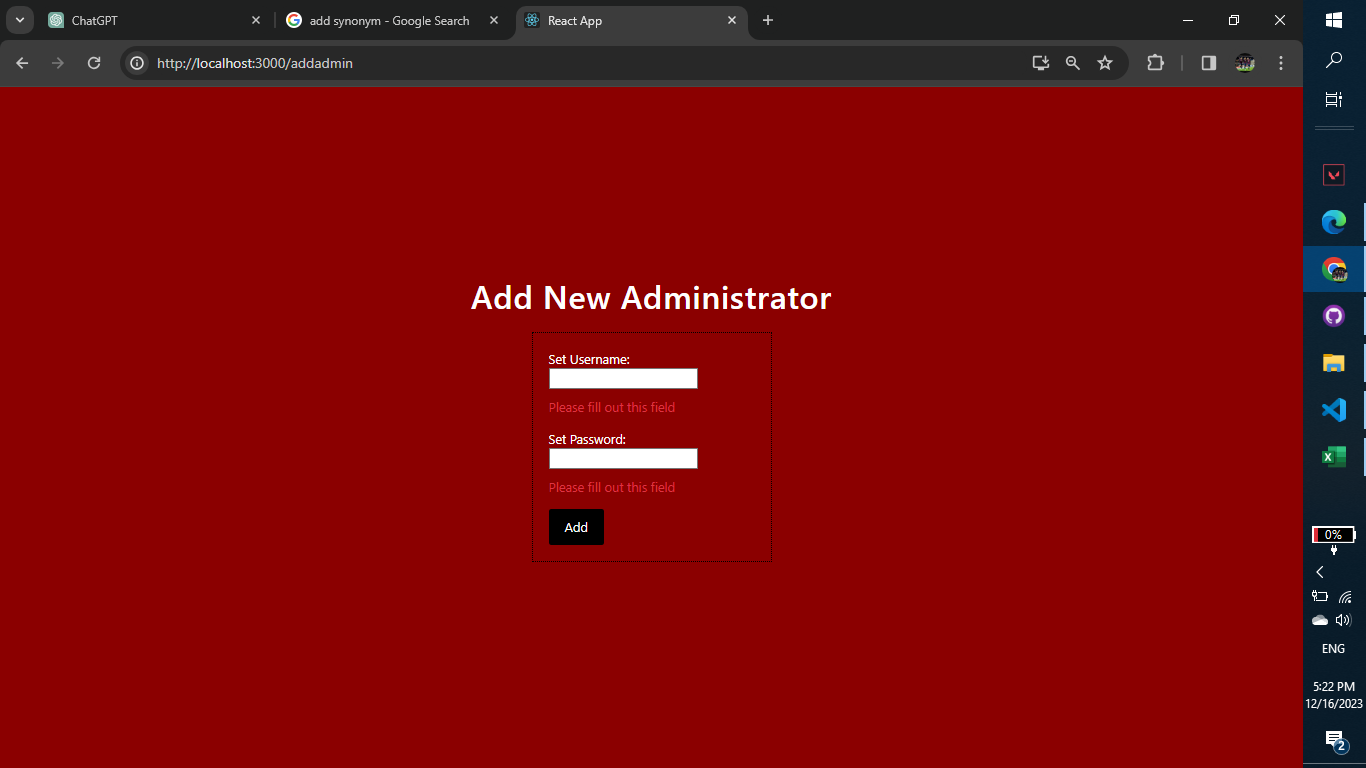 ChatGPT
add synonym - Google Search
React App
http://localhost:3000/addadmin
Add New Administrator
Set Username:
Please fill out this field
Set Password:
Please fill out this field
Add
0%
ENG
5:22 PM
12/16/2023
2